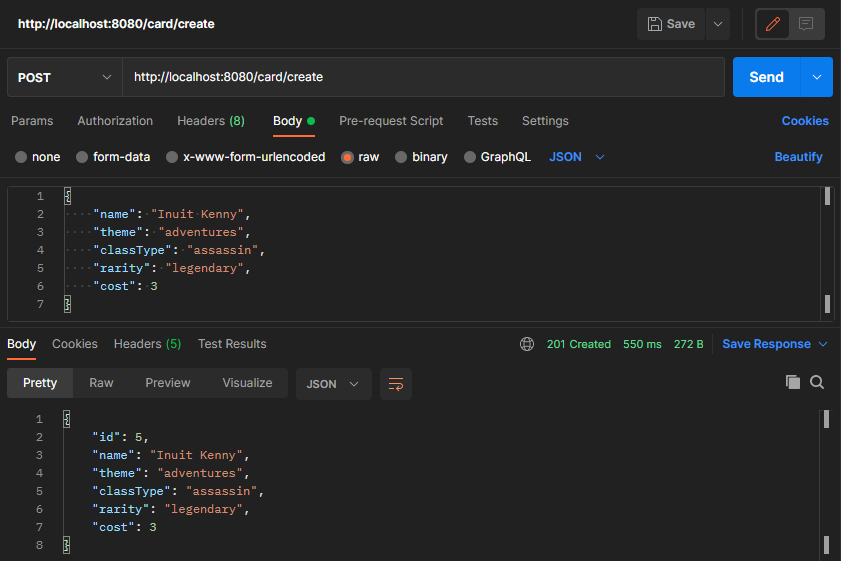 http://localhost:8080/card/create
Save
POST http://localhost:8080/card/create Send
Params Authorization Headers (8) Body Pre-request Script Tests Settings Cookies
none form-data x-www-form-urlencoded raw binary GraphQL JSON Beautify
1 {
2 "name": "Inuit Kenny",
3 "theme": "adventures",
4 "classType": "assassin",
5 "rarity": "legendary",
6 "cost": 3
7 }
Body Cookies Headers (5) Test Results 201 Created 550 ms 272 B Save Response
Pretty Raw Preview Visualize JSON
1 {
2 "id": 5,
3 "name": "Inuit Kenny",
4 "theme": "adventures",
5 "classType": "assassin",
6 "rarity": "legendary",
7 "cost": 3
8 }